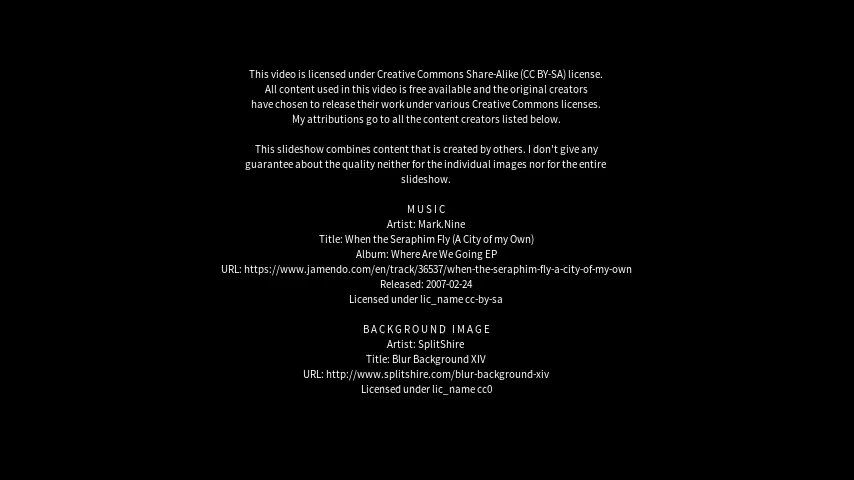 This video is licensed under Creative Commons Share-Alike (CC BY-SA) license.
All content used in this video is free available and the original creators
have chosen to release their work under various Creative Commons licenses.
My attributions go to all the content creators listed below.
This slideshow combines content that is created by others. I don't give any
guarantee about the quality neither for the individual images nor for the entire
slideshow.
M U S I C
Artist: Mark.Nine
Title: When the Seraphim Fly (A City of my Own)
Album: Where Are We Going EP
URL: https://www.jamendo.com/en/track/36537/when-the-seraphim-fly-a-city-of-my-own
Released: 2007-02-24
Licensed under lic_name cc-by-sa
B A C K G R O U N D   I M A G E
Artist: SplitShire
Title: Blur Background XIV
URL: http://www.splitshire.com/blur-background-xiv
Licensed under lic_name cc0